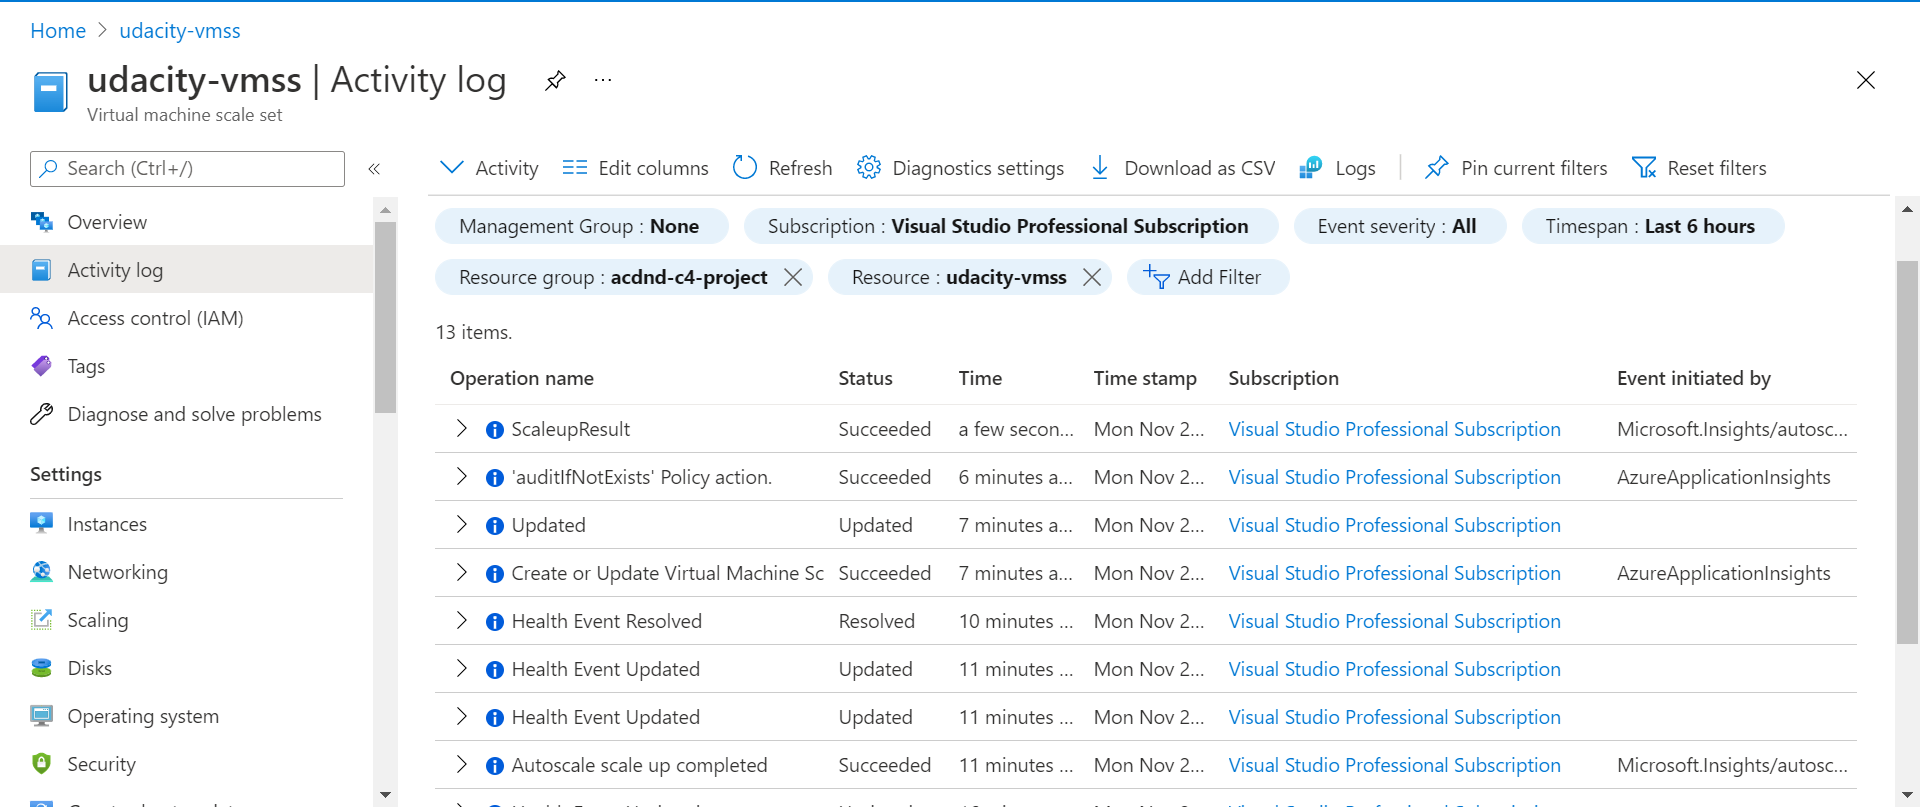 Home > udacity-vmss
udacity-vmss | Activity log ...
Virtual machine scale set
Search (Ctrl+/)
«
Overview
Activity log
Access control (IAM)
Tags
Diagnose and solve problems
Settings
Instances
Networking
Scaling
Disks
Operating system
Security
Activity Edit columns Refresh Diagnostics settings Download as CSV Logs Pin current filters Reset filters
Management Group : None Subscription : Visual Studio Professional Subscription Event severity : All Timespan : Last 6 hours
Resource group : acdnd-c4-project Resource : udacity-vmss Add Filter
13 items.
Operation name Status Time Time stamp Subscription Event initiated by
ScaleupResult Succeeded a few secon... Mon Nov 2... Visual Studio Professional Subscription Microsoft.Insights/autosc...
'auditIfNotExists' Policy action. Succeeded 6 minutes a... Mon Nov 2... Visual Studio Professional Subscription AzureApplicationInsights
Updated Updated 7 minutes a... Mon Nov 2... Visual Studio Professional Subscription
Create or Update Virtual Machine Sc Succeeded 7 minutes a... Mon Nov 2... Visual Studio Professional Subscription AzureApplicationInsights
Health Event Resolved Resolved 10 minutes ... Mon Nov 2... Visual Studio Professional Subscription
Health Event Updated Updated 11 minutes ... Mon Nov 2... Visual Studio Professional Subscription
Health Event Updated Updated 11 minutes ... Mon Nov 2... Visual Studio Professional Subscription
Autoscale scale up completed Succeeded 11 minutes ... Mon Nov 2... Visual Studio Professional Subscription Microsoft.Insights/autosc...